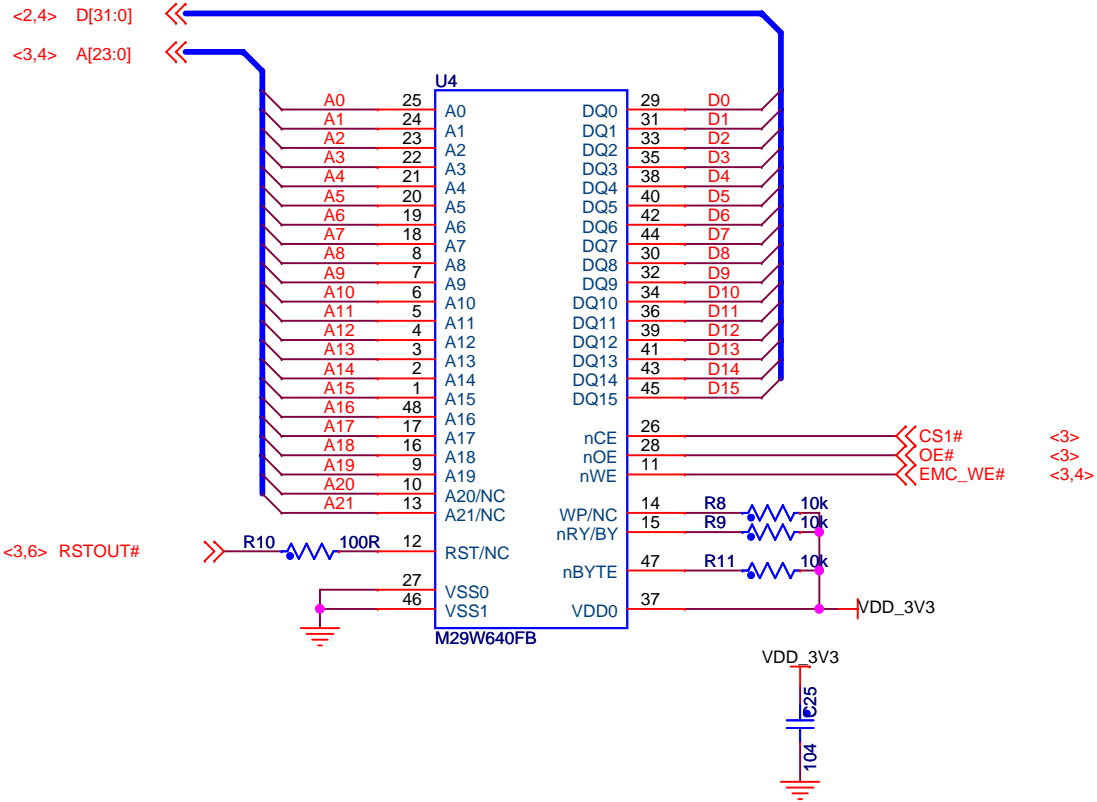 <2,4> D[31:0]
<3,4> A[23:0]
U4
A0 25 A0 DQ0 29 D0
A1 24 A1 DQ1 31 D1
A2 23 A2 DQ2 33 D2
A3 22 A3 DQ3 35 D3
A4 21 A4 DQ4 38 D4
A5 20 A5 DQ5 40 D5
A6 19 A6 DQ6 42 D6
A7 18 A7 DQ7 44 D7
A8 8 A8 DQ8 30 D8
A9 7 A9 DQ9 32 D9
A10 6 A10 DQ10 34 D10
A11 5 A11 DQ11 36 D11
A12 4 A12 DQ12 39 D12
A13 3 A13 DQ13 41 D13
A14 2 A14 DQ14 43 D14
A15 1 A15 DQ15 45 D15
A16 48 A16
A17 17 A17 nCE 26 CS1# <3>
A18 16 A18 nOE 28 OE# <3>
A19 9 A19 nWE 11 EMC_WE# <3,4>
A20 10 A20/NC
A21 13 A21/NC WP/NC 14 R8 10k
nRY/BY 15 R9 10k
<3,6> RSTOUT# R10 100R 12 RST/NC
nBYTE 47 R11 10k
27 VSS0
46 VSS1 VDD0 37 VDD_3V3
M29W640FB
VDD_3V3
C25
104